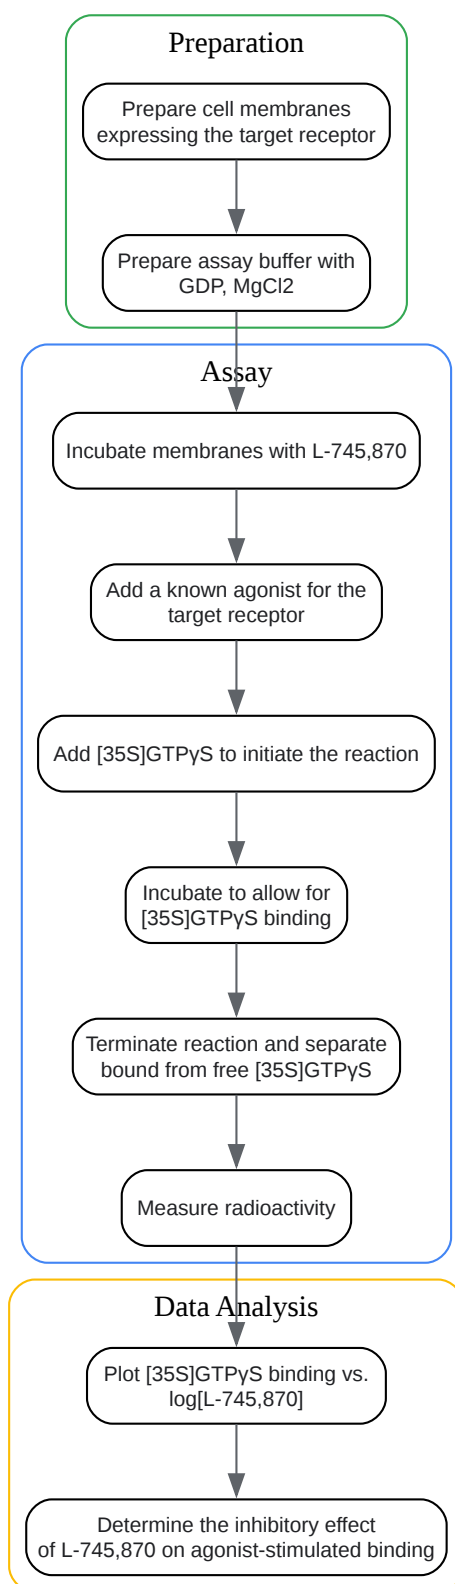 Preparation
Prepare cell membranes
expressing the target receptor
Prepare assay buffer with
GDP, MgCl2
Assay
Incubate membranes with L-745,870
Add a known agonist for the
target receptor
Add [35S]GTPγS to initiate the reaction
Incubate to allow for
[35S]GTPγS binding
Terminate reaction and separate
bound from free [35S]GTPγS
Measure radioactivity
Data Analysis
Plot [35S]GTPγS binding vs.
log[L-745,870]
Determine the inhibitory effect
of L-745,870 on agonist-stimulated binding